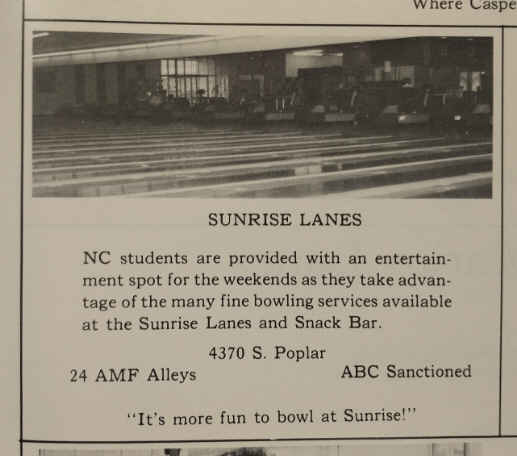 Where Caspe
SUNRISE LANES
NC students are provided with an entertain-
ment spot for the weekends as they take advan-
tage of the many fine bowling services available
at the Sunrise Lanes and Snack Bar.
4370 S. Poplar
24 AMF Alleys ABC Sanctioned
"It's more fun to bowl at Sunrise!"